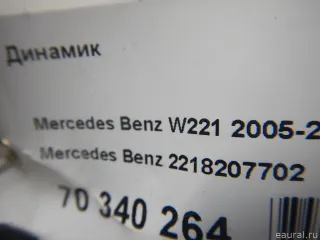 Динамик
Mercedes Benz W221 2005-2
Mercedes Benz 2218207702
70 340 264
eaural.ru